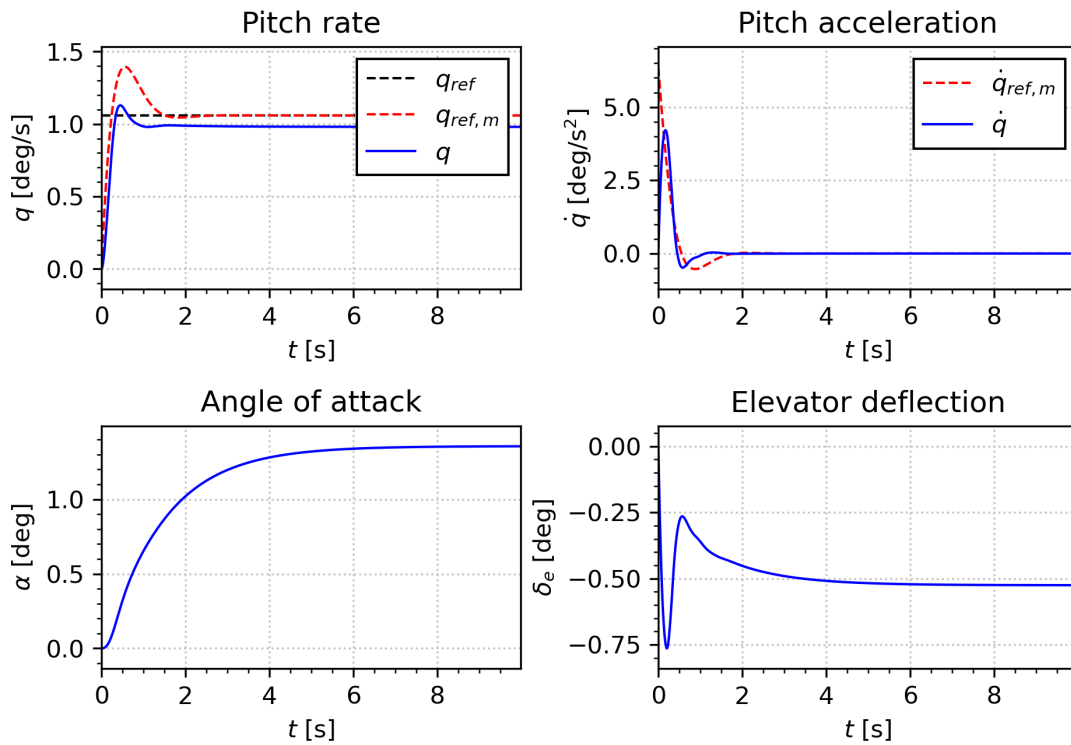 Pitch rate
q [deg/s]
1.5
1.0
0.5
0.0
q_ref
q_ref,m
q
0 2 4 6 8
t [s]
Pitch acceleration
q̇ [deg/s²]
5.0
2.5
0.0
q̇_ref,m
q̇
0 2 4 6 8
t [s]
Angle of attack
α [deg]
1.0
0.5
0.0
0 2 4 6 8
t [s]
Elevator deflection
δ_e [deg]
0.00
−0.25
−0.50
−0.75
0 2 4 6 8
t [s]